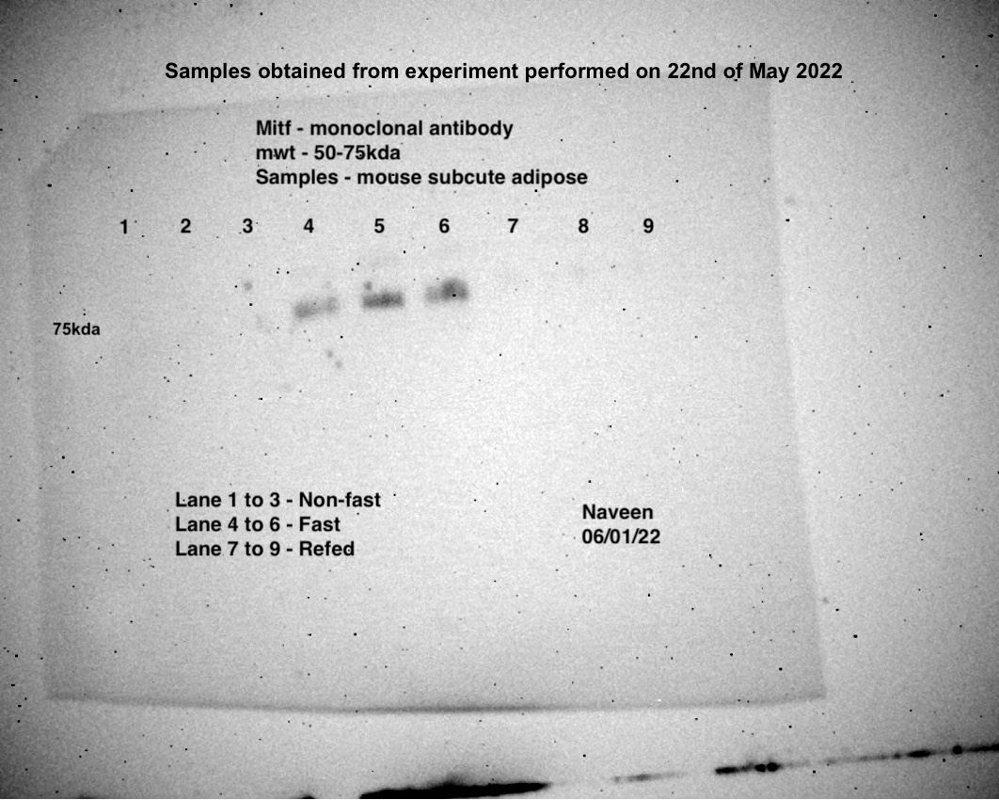 Samples obtained from experiment performed on 22nd of May 2022
Mitf - monoclonal antibody
mwt - 50-75kda
Samples - mouse subcute adipose
1 2 3 4 5 6 7 8 9
75kda
Lane 1 to 3 - Non-fast
Lane 4 to 6 - Fast
Lane 7 to 9 - Refed
Naveen
06/01/22